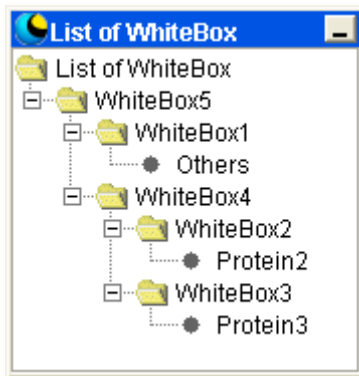 List of WhiteBox
List of WhiteBox
WhiteBox5
WhiteBox1
Others
WhiteBox4
WhiteBox2
Protein2
WhiteBox3
Protein3